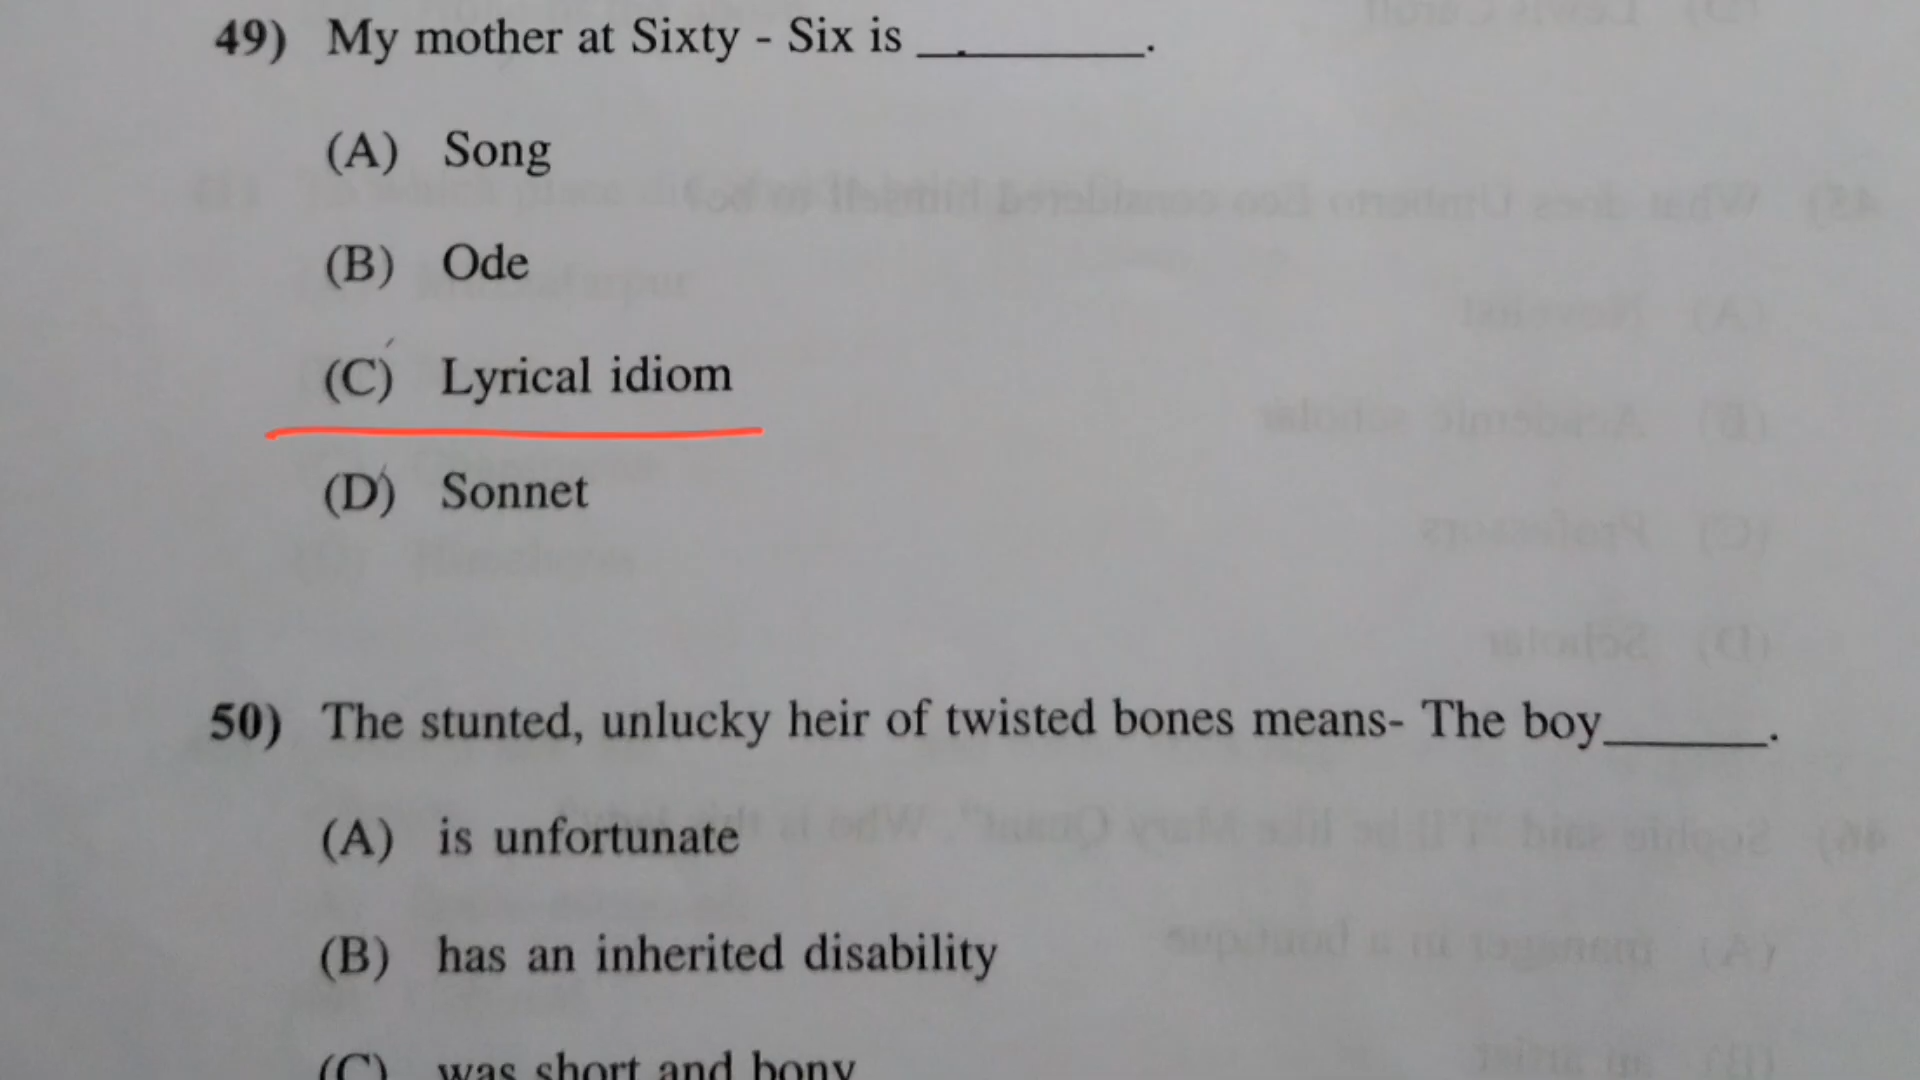 49) My mother at Sixty - Six is ________.
(A) Song
(B) Ode
(C) Lyrical idiom
(D) Sonnet
50) The stunted, unlucky heir of twisted bones means- The boy______.
(A) is unfortunate
(B) has an inherited disability
(C) was short and bony